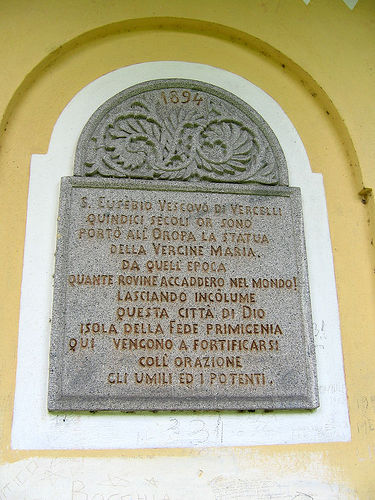 1894
S. EUSEBIO VESCOVO DI VERCELLI
QUINDICI SECOLI OR SONO
PORTÒ ALL'OROPA LA STATUA
DELLA VERGINE MARIA.
DA QUELL'EPOCA
QUANTE ROVINE ACCADDERO NEL MONDO!
LASCIANDO INCÒLUME
QUESTA CITTÀ DI DIO
ISOLA DELLA FEDE PRIMIGENIA
QUI VENGONO A FORTIFICARSI
COLL'ORAZIONE
GLI UMILI ED I POTENTI.